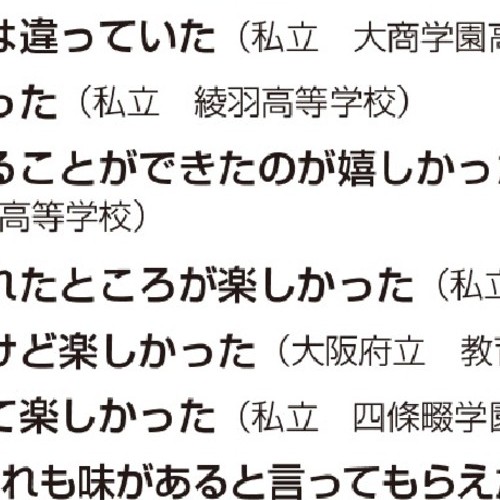 は違っていた（私立　大商学園高
った（私立　綾羽高等学校）
ることができたのが嬉しかった
高等学校）
れたところが楽しかった（私立
けど楽しかった（大阪府立　教育
て楽しかった（私立　四條畷学園
れも味があると言ってもらえ